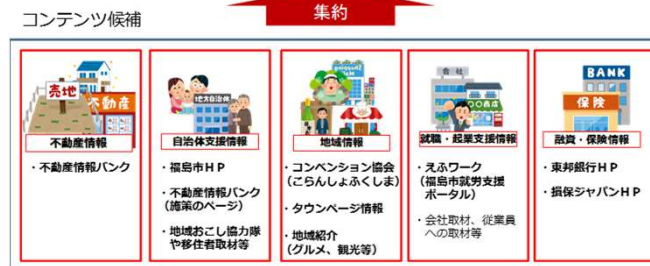 集約
コンテンツ候補
売地
不動産
不動産情報
・不動産情報バンク
地方自治体
自治体支援情報
・福島市HP
・不動産情報バンク
（施策のページ）
・地域おこし協力隊
や移住者取材等
地域情報
・コンベンション協会
（こらんしょふくしま）
・タウンページ情報
・地域紹介
（グルメ、観光等）
会社
〇〇商店
就職・起業支援情報
・えふワーク
（福島市就労支援
ポータル）
・会社取材、従業員
への取材等
BANK
保険
融資・保険情報
・東邦銀行HP
・損保ジャパンHP